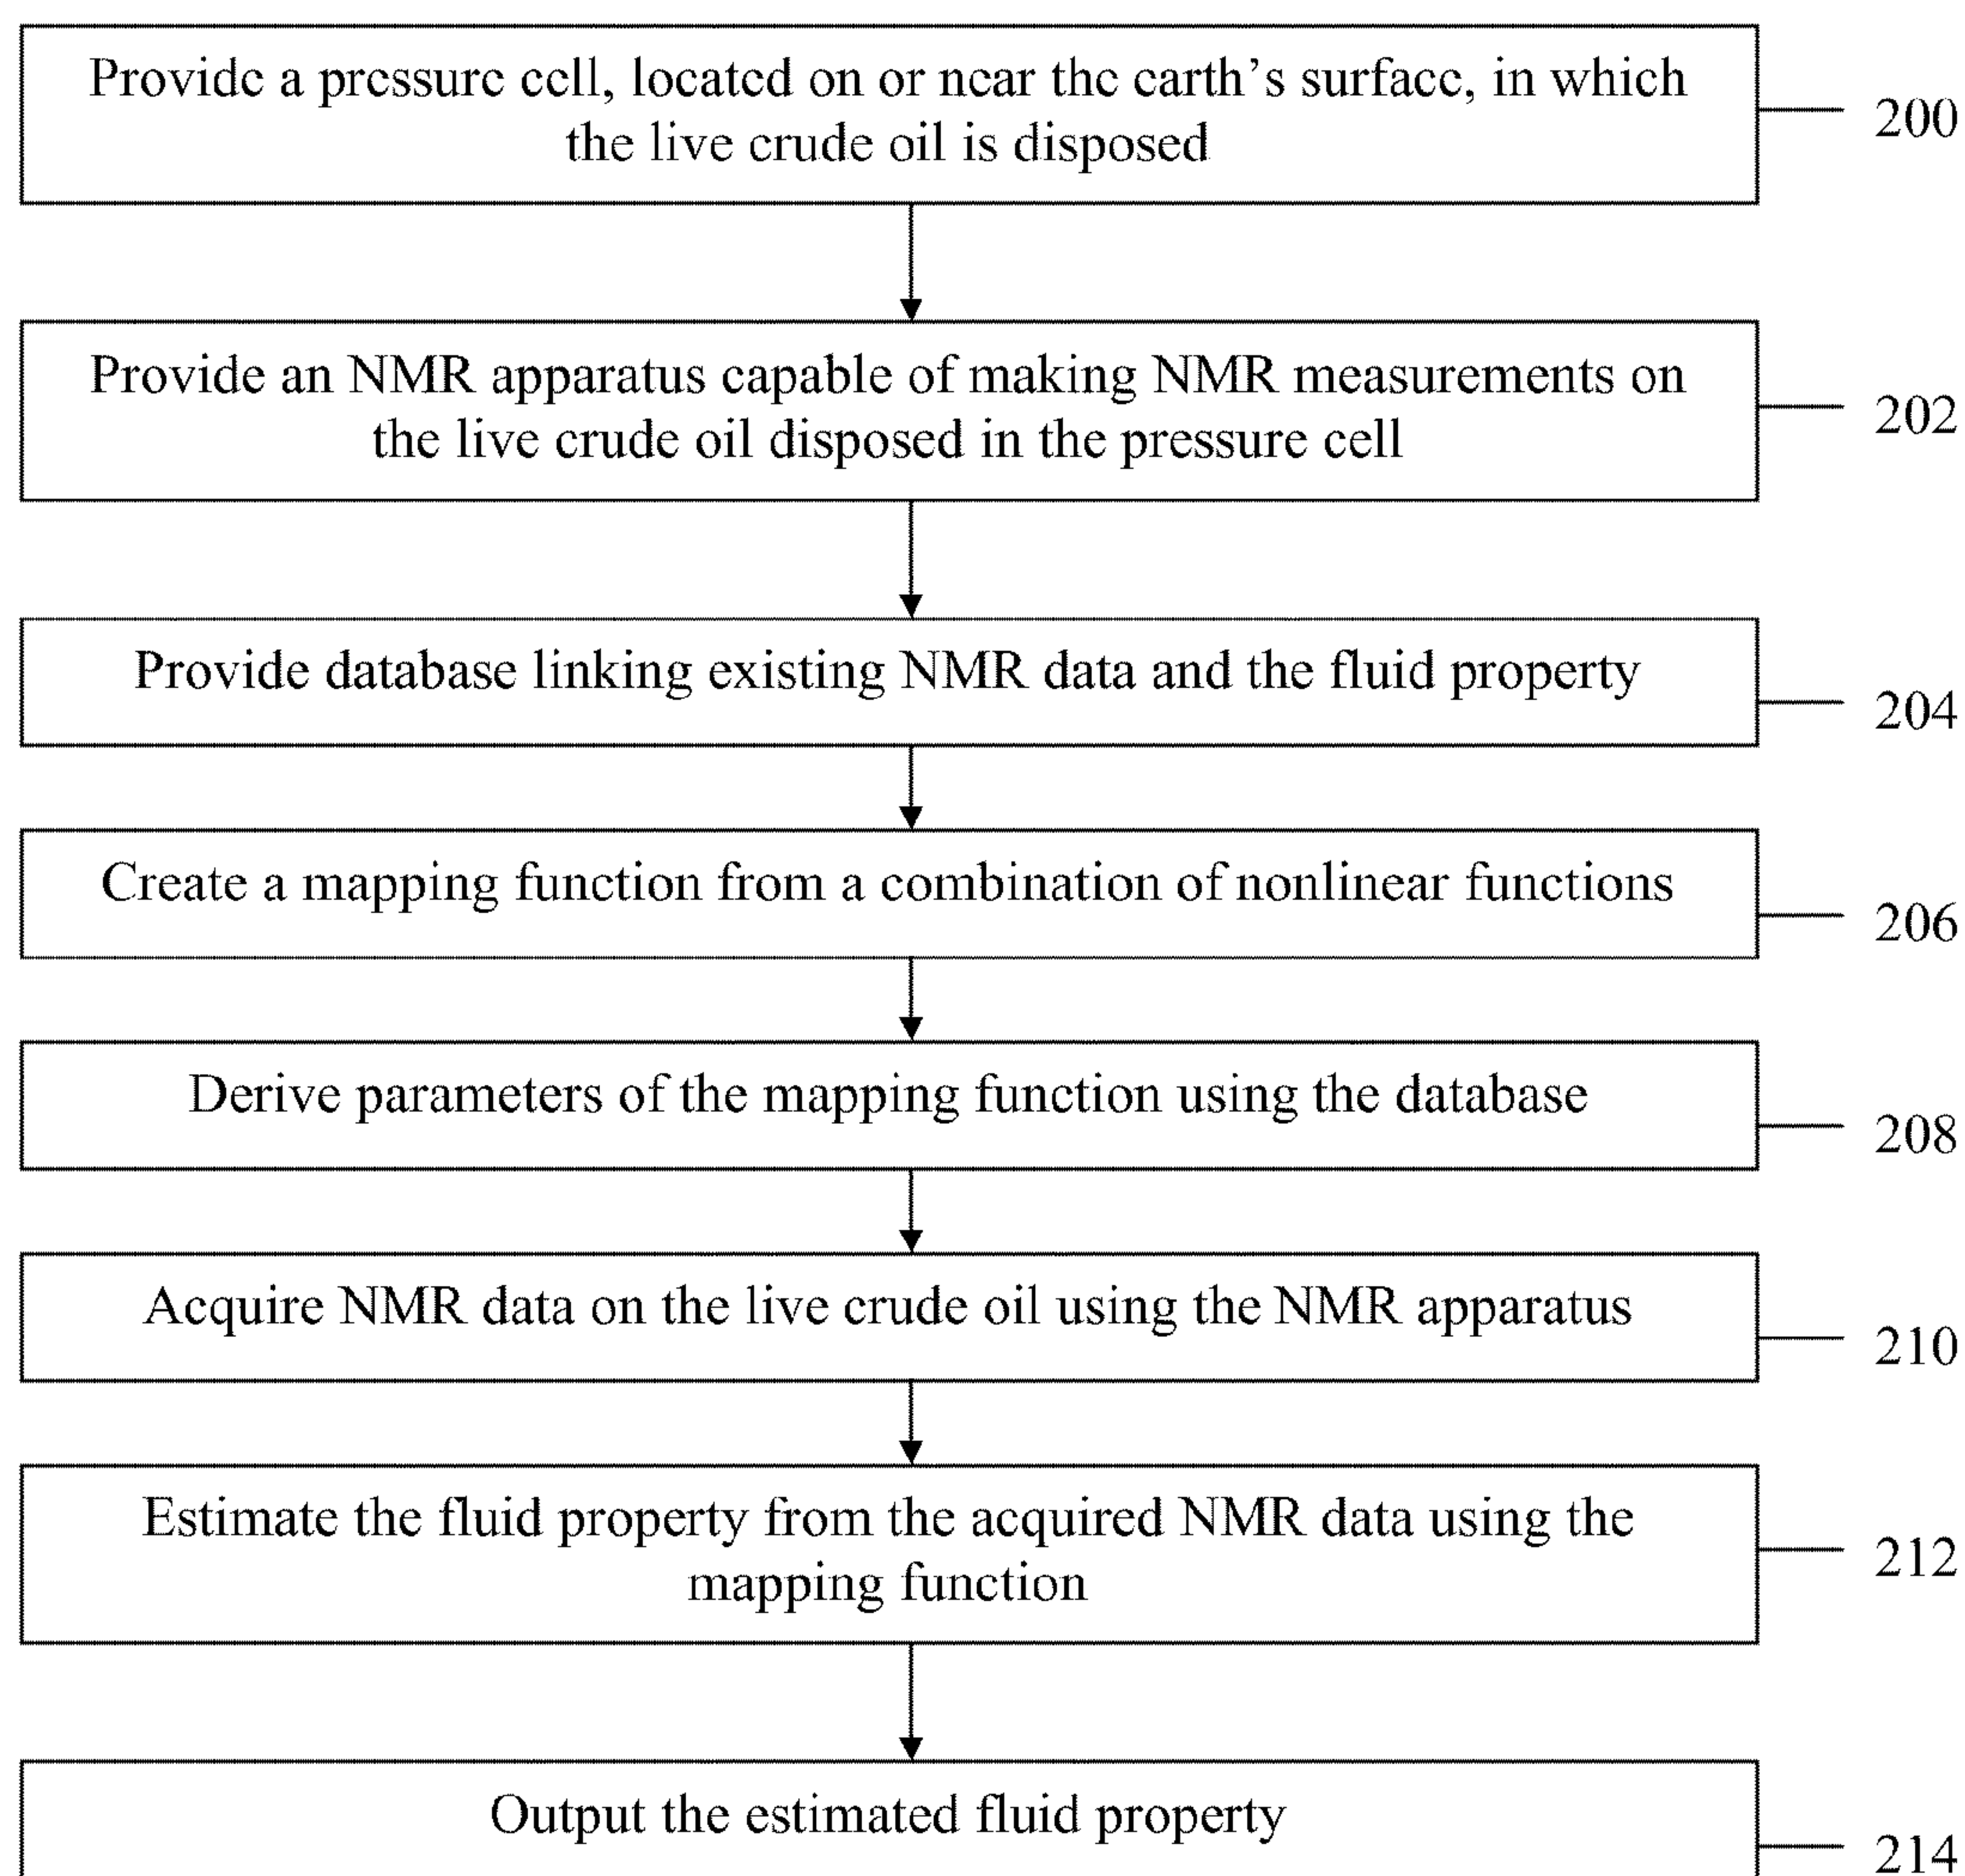 Provide a pressure cell, located on or near the earth's surface, in which
the live crude oil is disposed
200
Provide an NMR apparatus capable of making NMR measurements on
the live crude oil disposed in the pressure cell
202
Provide database linking existing NMR data and the fluid property
204
Create a mapping function from a combination of nonlinear functions
206
Derive parameters of the mapping function using the database
208
Acquire NMR data on the live crude oil using the NMR apparatus
210
Estimate the fluid property from the acquired NMR data using the
mapping function
212
Output the estimated fluid property
214